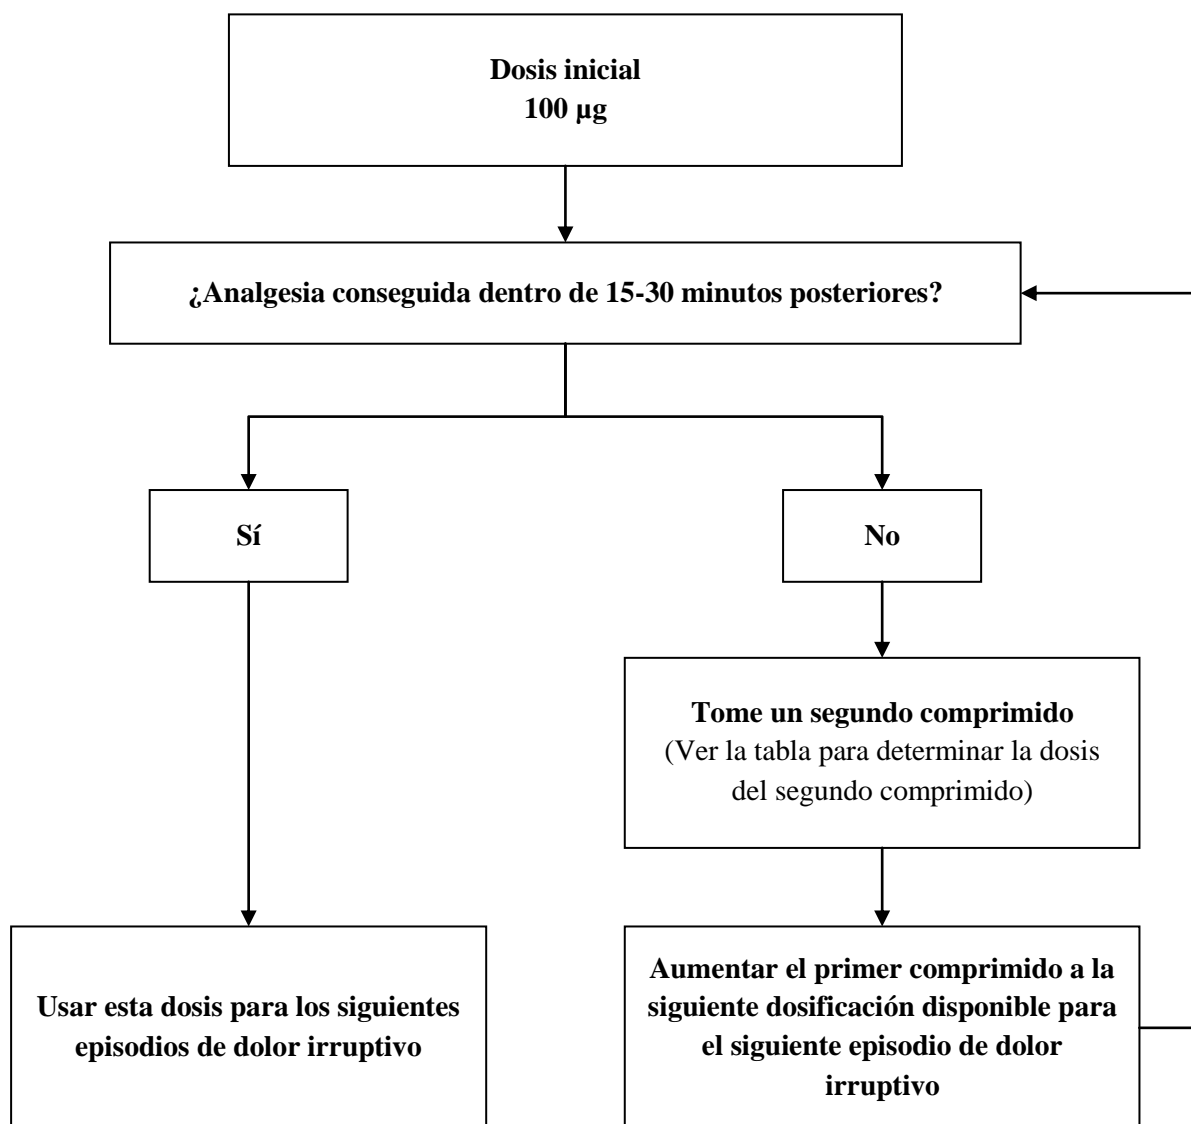 Dosis inicial
100 µg
¿Analgesia conseguida dentro de 15-30 minutos posteriores?
Sí
No
Tome un segundo comprimido
(Ver la tabla para determinar la dosis
del segundo comprimido)
Usar esta dosis para los siguientes
episodios de dolor irruptivo
Aumentar el primer comprimido a la
siguiente dosificación disponible para
el siguiente episodio de dolor
irruptivo